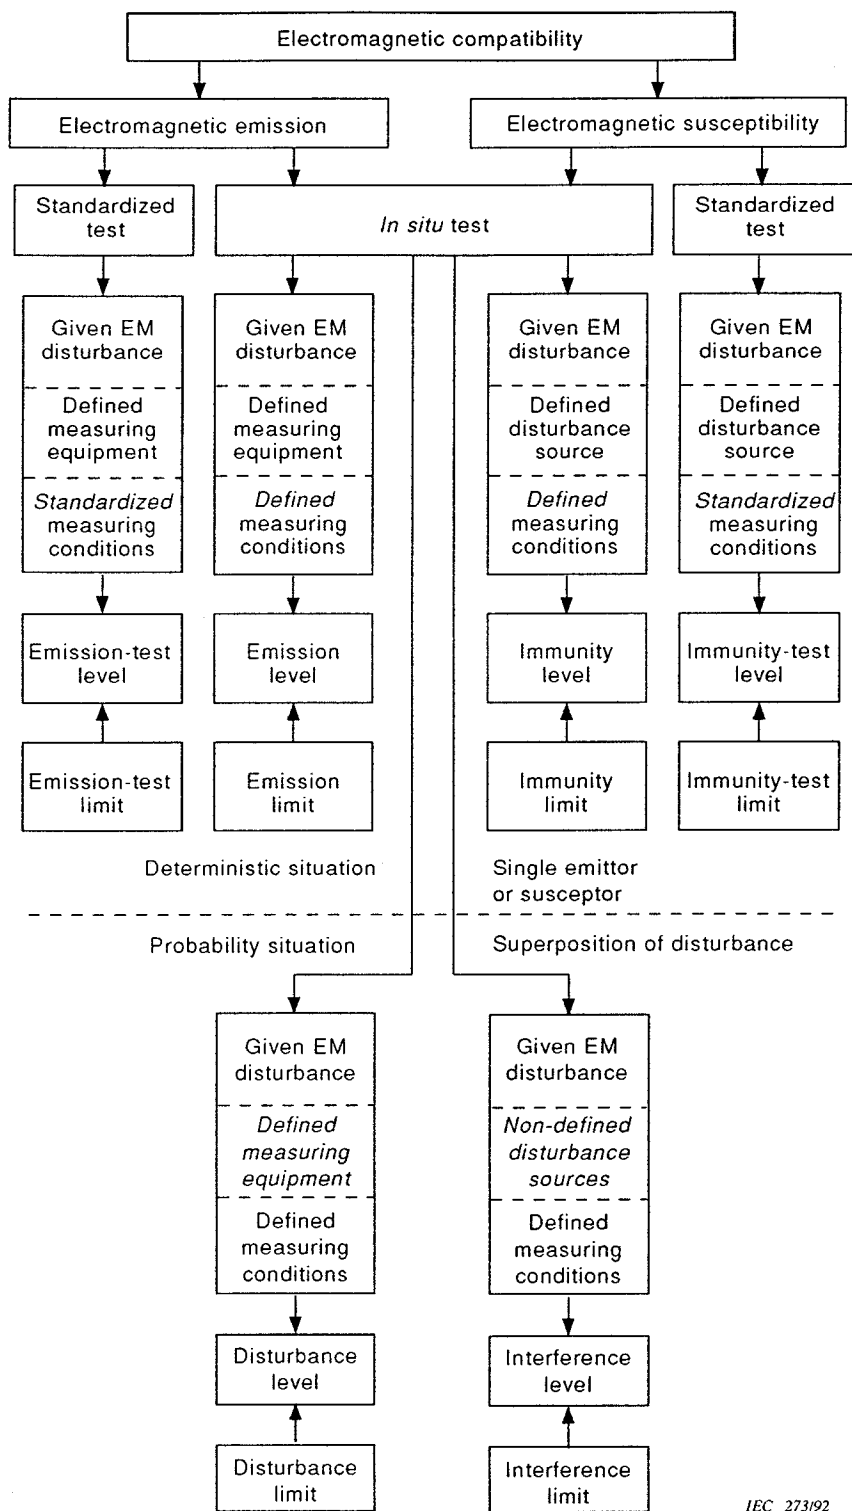 Electromagnetic compatibility
Electromagnetic emission
Electromagnetic susceptibility
Standardized
test
In situ test
Standardized
test
Given EM
disturbance
Defined
measuring
equipment
Standardized
measuring
conditions
Given EM
disturbance
Defined
measuring
equipment
Defined
measuring
conditions
Given EM
disturbance
Defined
disturbance
source
Defined
measuring
conditions
Given EM
disturbance
Defined
disturbance
source
Standardized
measuring
conditions
Emission-test
level
Emission
level
Immunity
level
Immunity-test
level
Emission-test
limit
Emission
limit
Immunity
limit
Immunity-test
limit
Deterministic situation
Single emittor
or susceptor
Probability situation
Superposition of disturbance
Given EM
disturbance
Defined
measuring
equipment
Defined
measuring
conditions
Given EM
disturbance
Non-defined
disturbance
sources
Defined
measuring
conditions
Disturbance
level
Interference
level
Disturbance
limit
Interference
limit
IEC 273/92